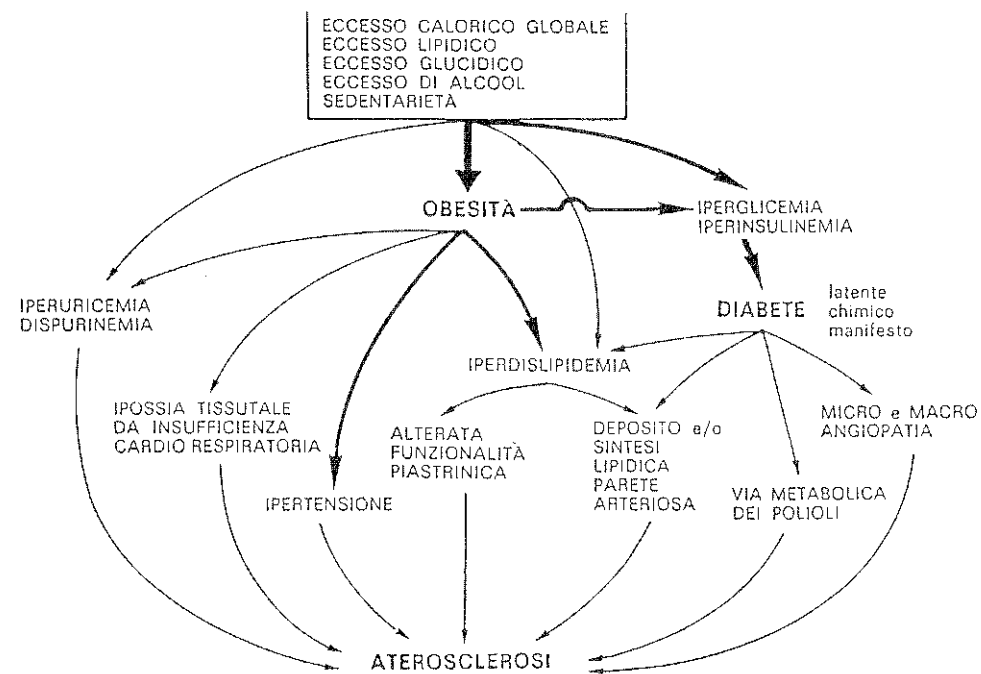 ECCESSO CALORICO GLOBALE
ECCESSO LIPIDICO
ECCESSO GLUCIDICO
ECCESSO DI ALCOOL
SEDENTARIETÀ
OBESITÀ
IPERGLICEMIA
IPERINSULINEMIA
IPERURICEMIA
DISPURINEMIA
DIABETE
latente
chimico
manifesto
IPERDISLIPIDEMIA
IPOSSIA TISSUTALE
DA INSUFFICIENZA
CARDIO RESPIRATORIA
ALTERATA
FUNZIONALITÀ
PIASTRINICA
DEPOSITO e/o
SINTESI
LIPIDICA
PARETE
ARTERIOSA
MICRO e MACRO
ANGIOPATIA
IPERTENSIONE
VIA METABOLICA
DEI POLIOLI
ATEROSCLEROSI